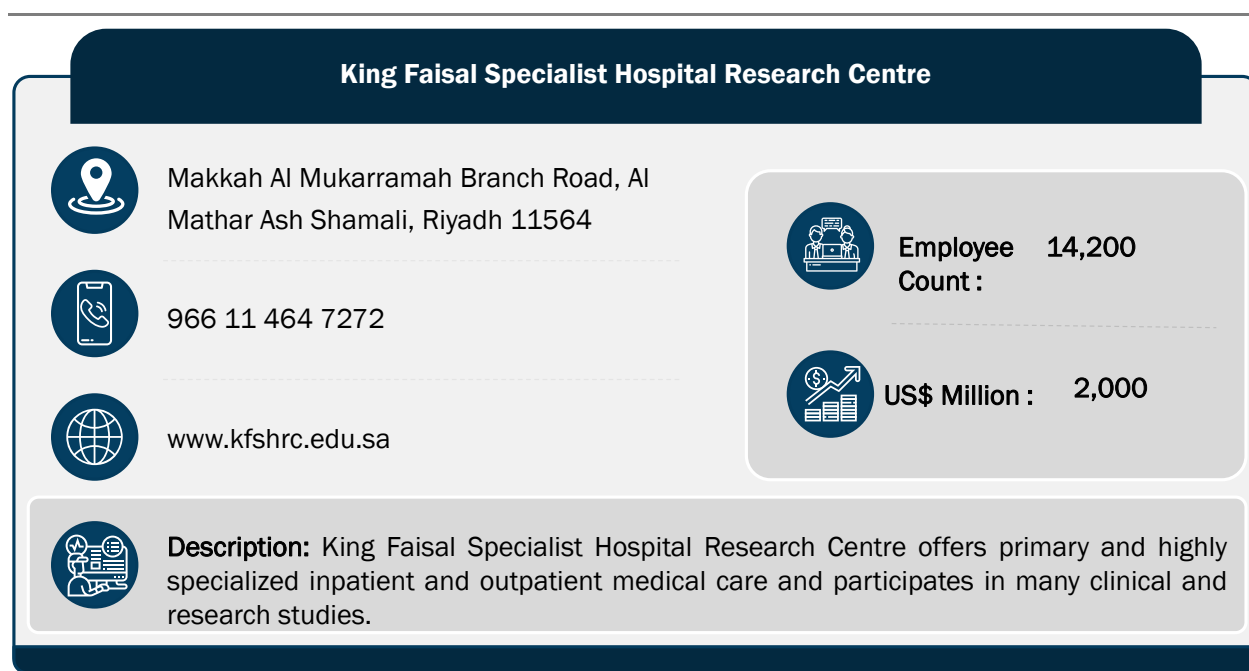 King Faisal Specialist Hospital Research Centre
Makkah Al Mukarramah Branch Road, Al
Mathar Ash Shamali, Riyadh 11564
966 11 464 7272
www.kfshrc.edu.sa
Employee Count : 14,200
US$ Million : 2,000
Description: King Faisal Specialist Hospital Research Centre offers primary and highly
specialized inpatient and outpatient medical care and participates in many clinical and
research studies.